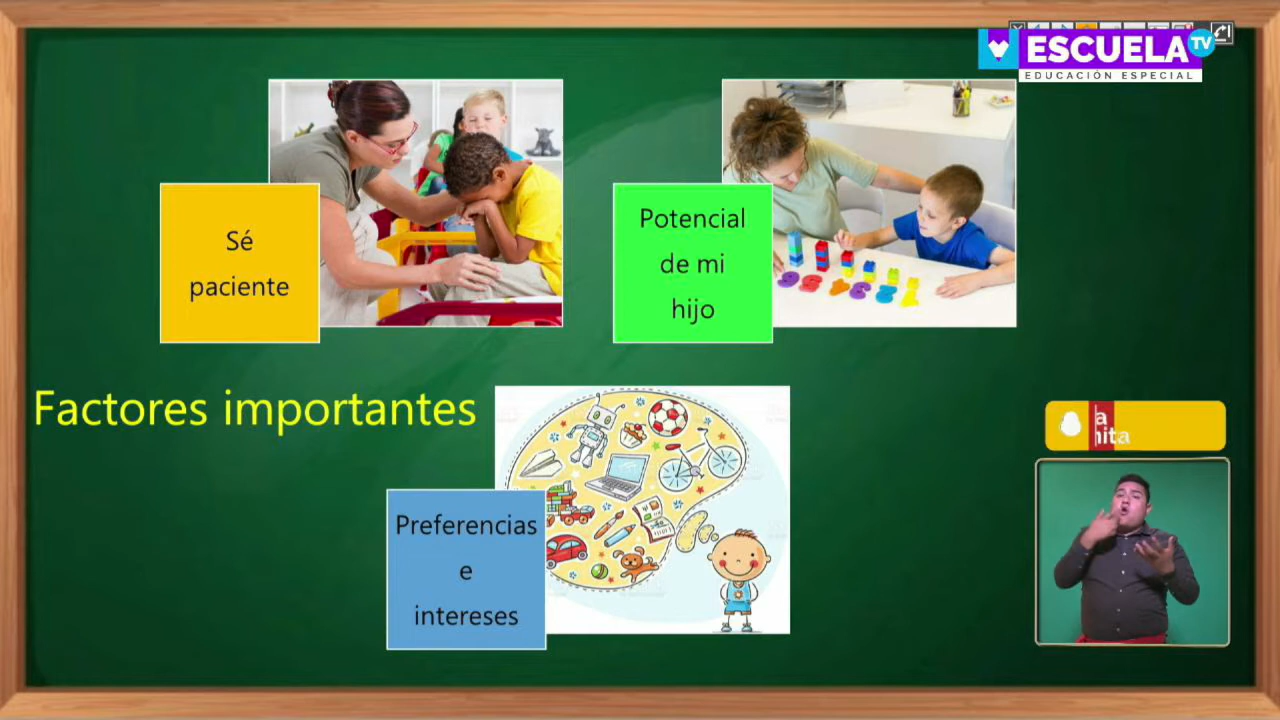 ESCUELA TV
EDUCACIÓN ESPECIAL
Sé
paciente
Potencial
de mi
hijo
Factores importantes
Preferencias
e
intereses